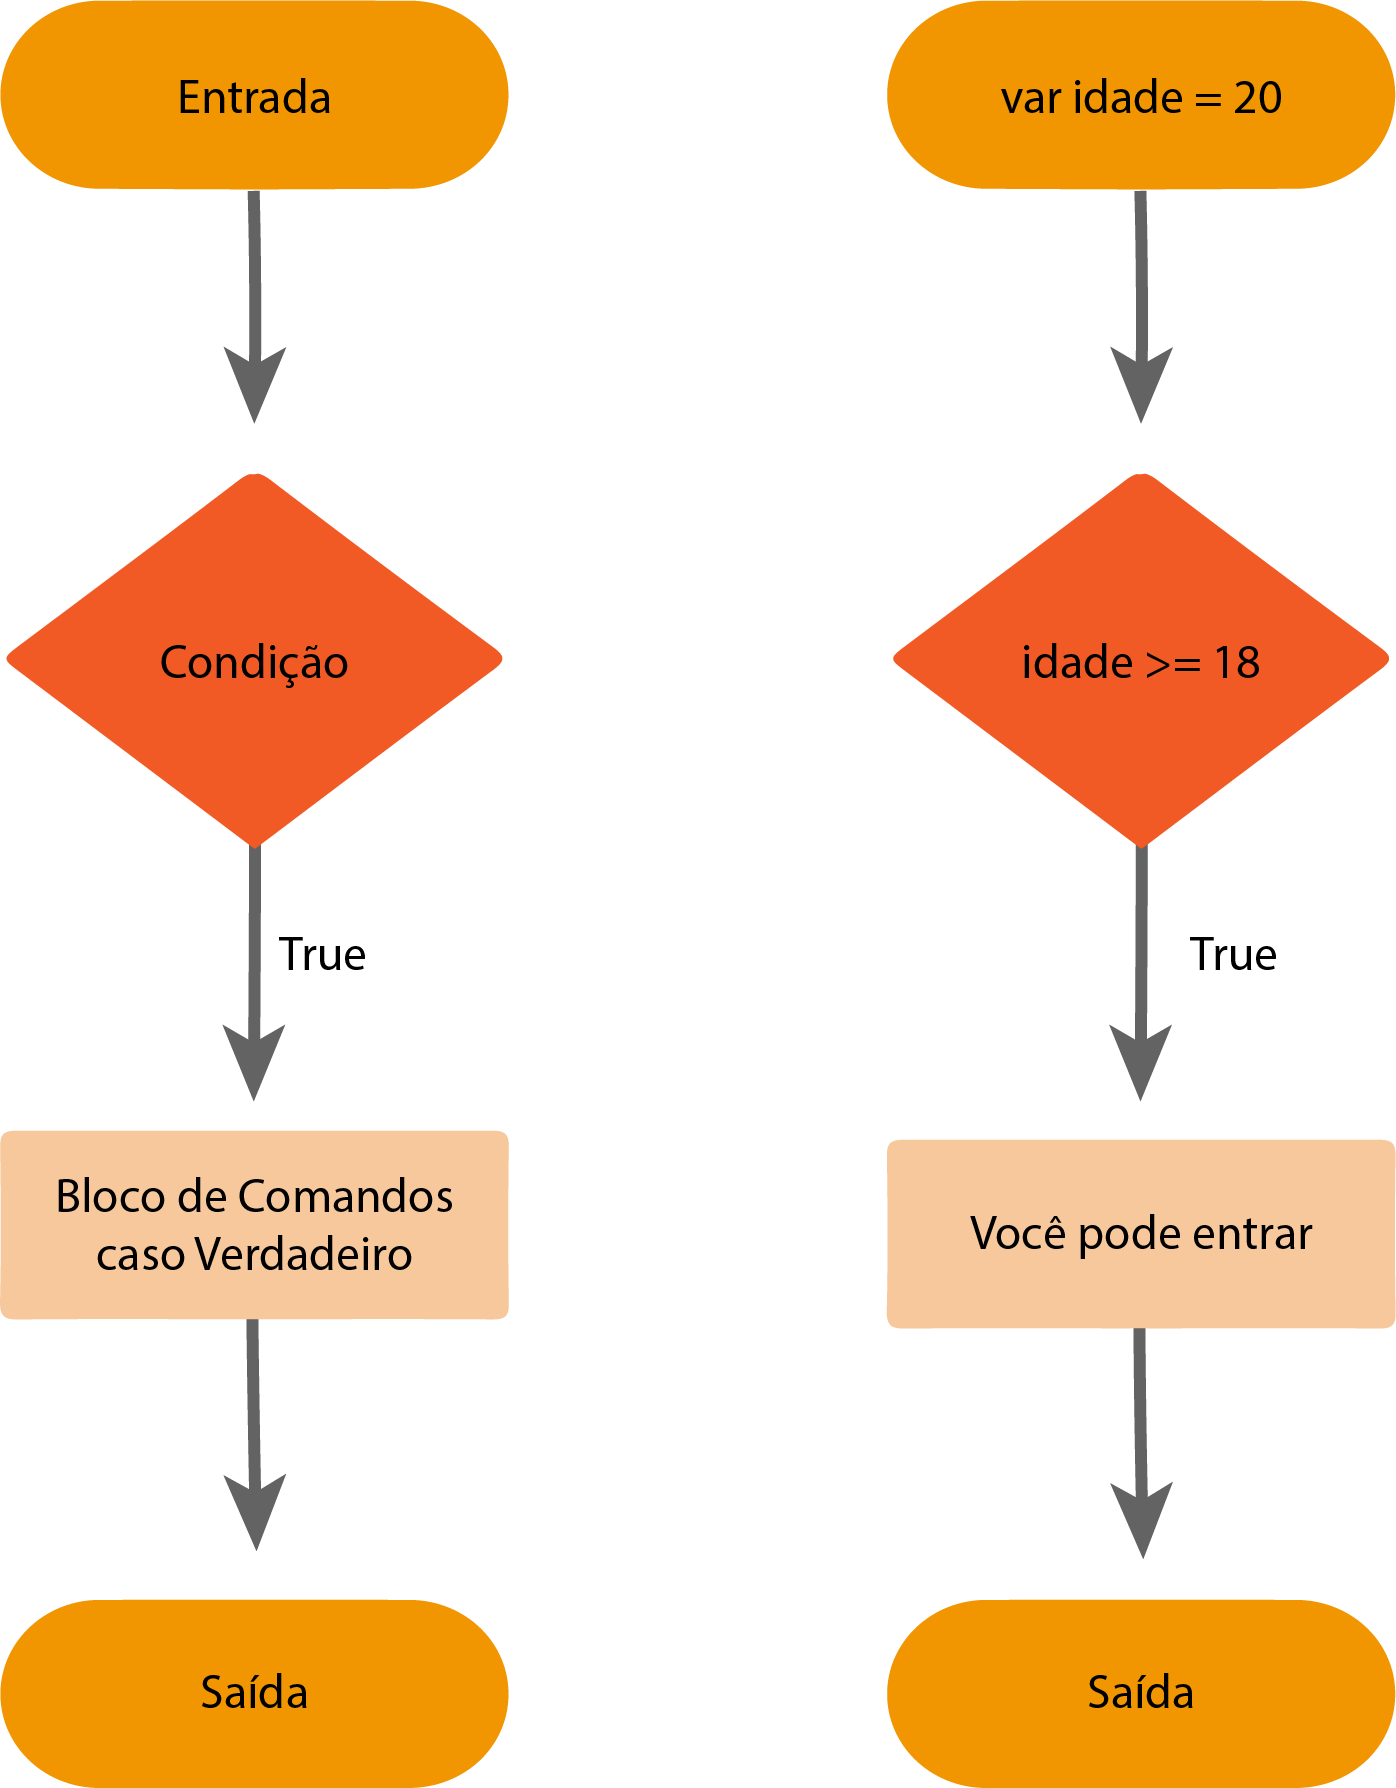 Entrada
Condição
True
Bloco de Comandos
caso Verdadeiro
Saída
var idade = 20
idade >= 18
True
Você pode entrar
Saída